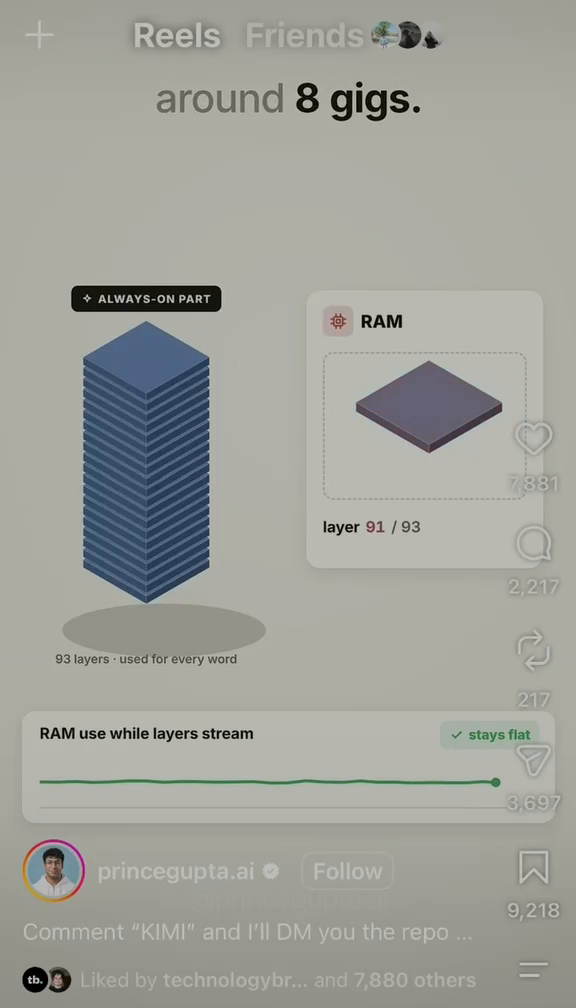 Reels Friends
around 8 gigs.
ALWAYS-ON PART
RAM
layer 91 / 93
7,881
2,217
93 layers · used for every word
217
RAM use while layers stream
stays flat
3,697
princegupta.ai Follow
9,218
Comment “KIMI” and I’ll DM you the repo ...
tb. Liked by technologybr... and 7,880 others